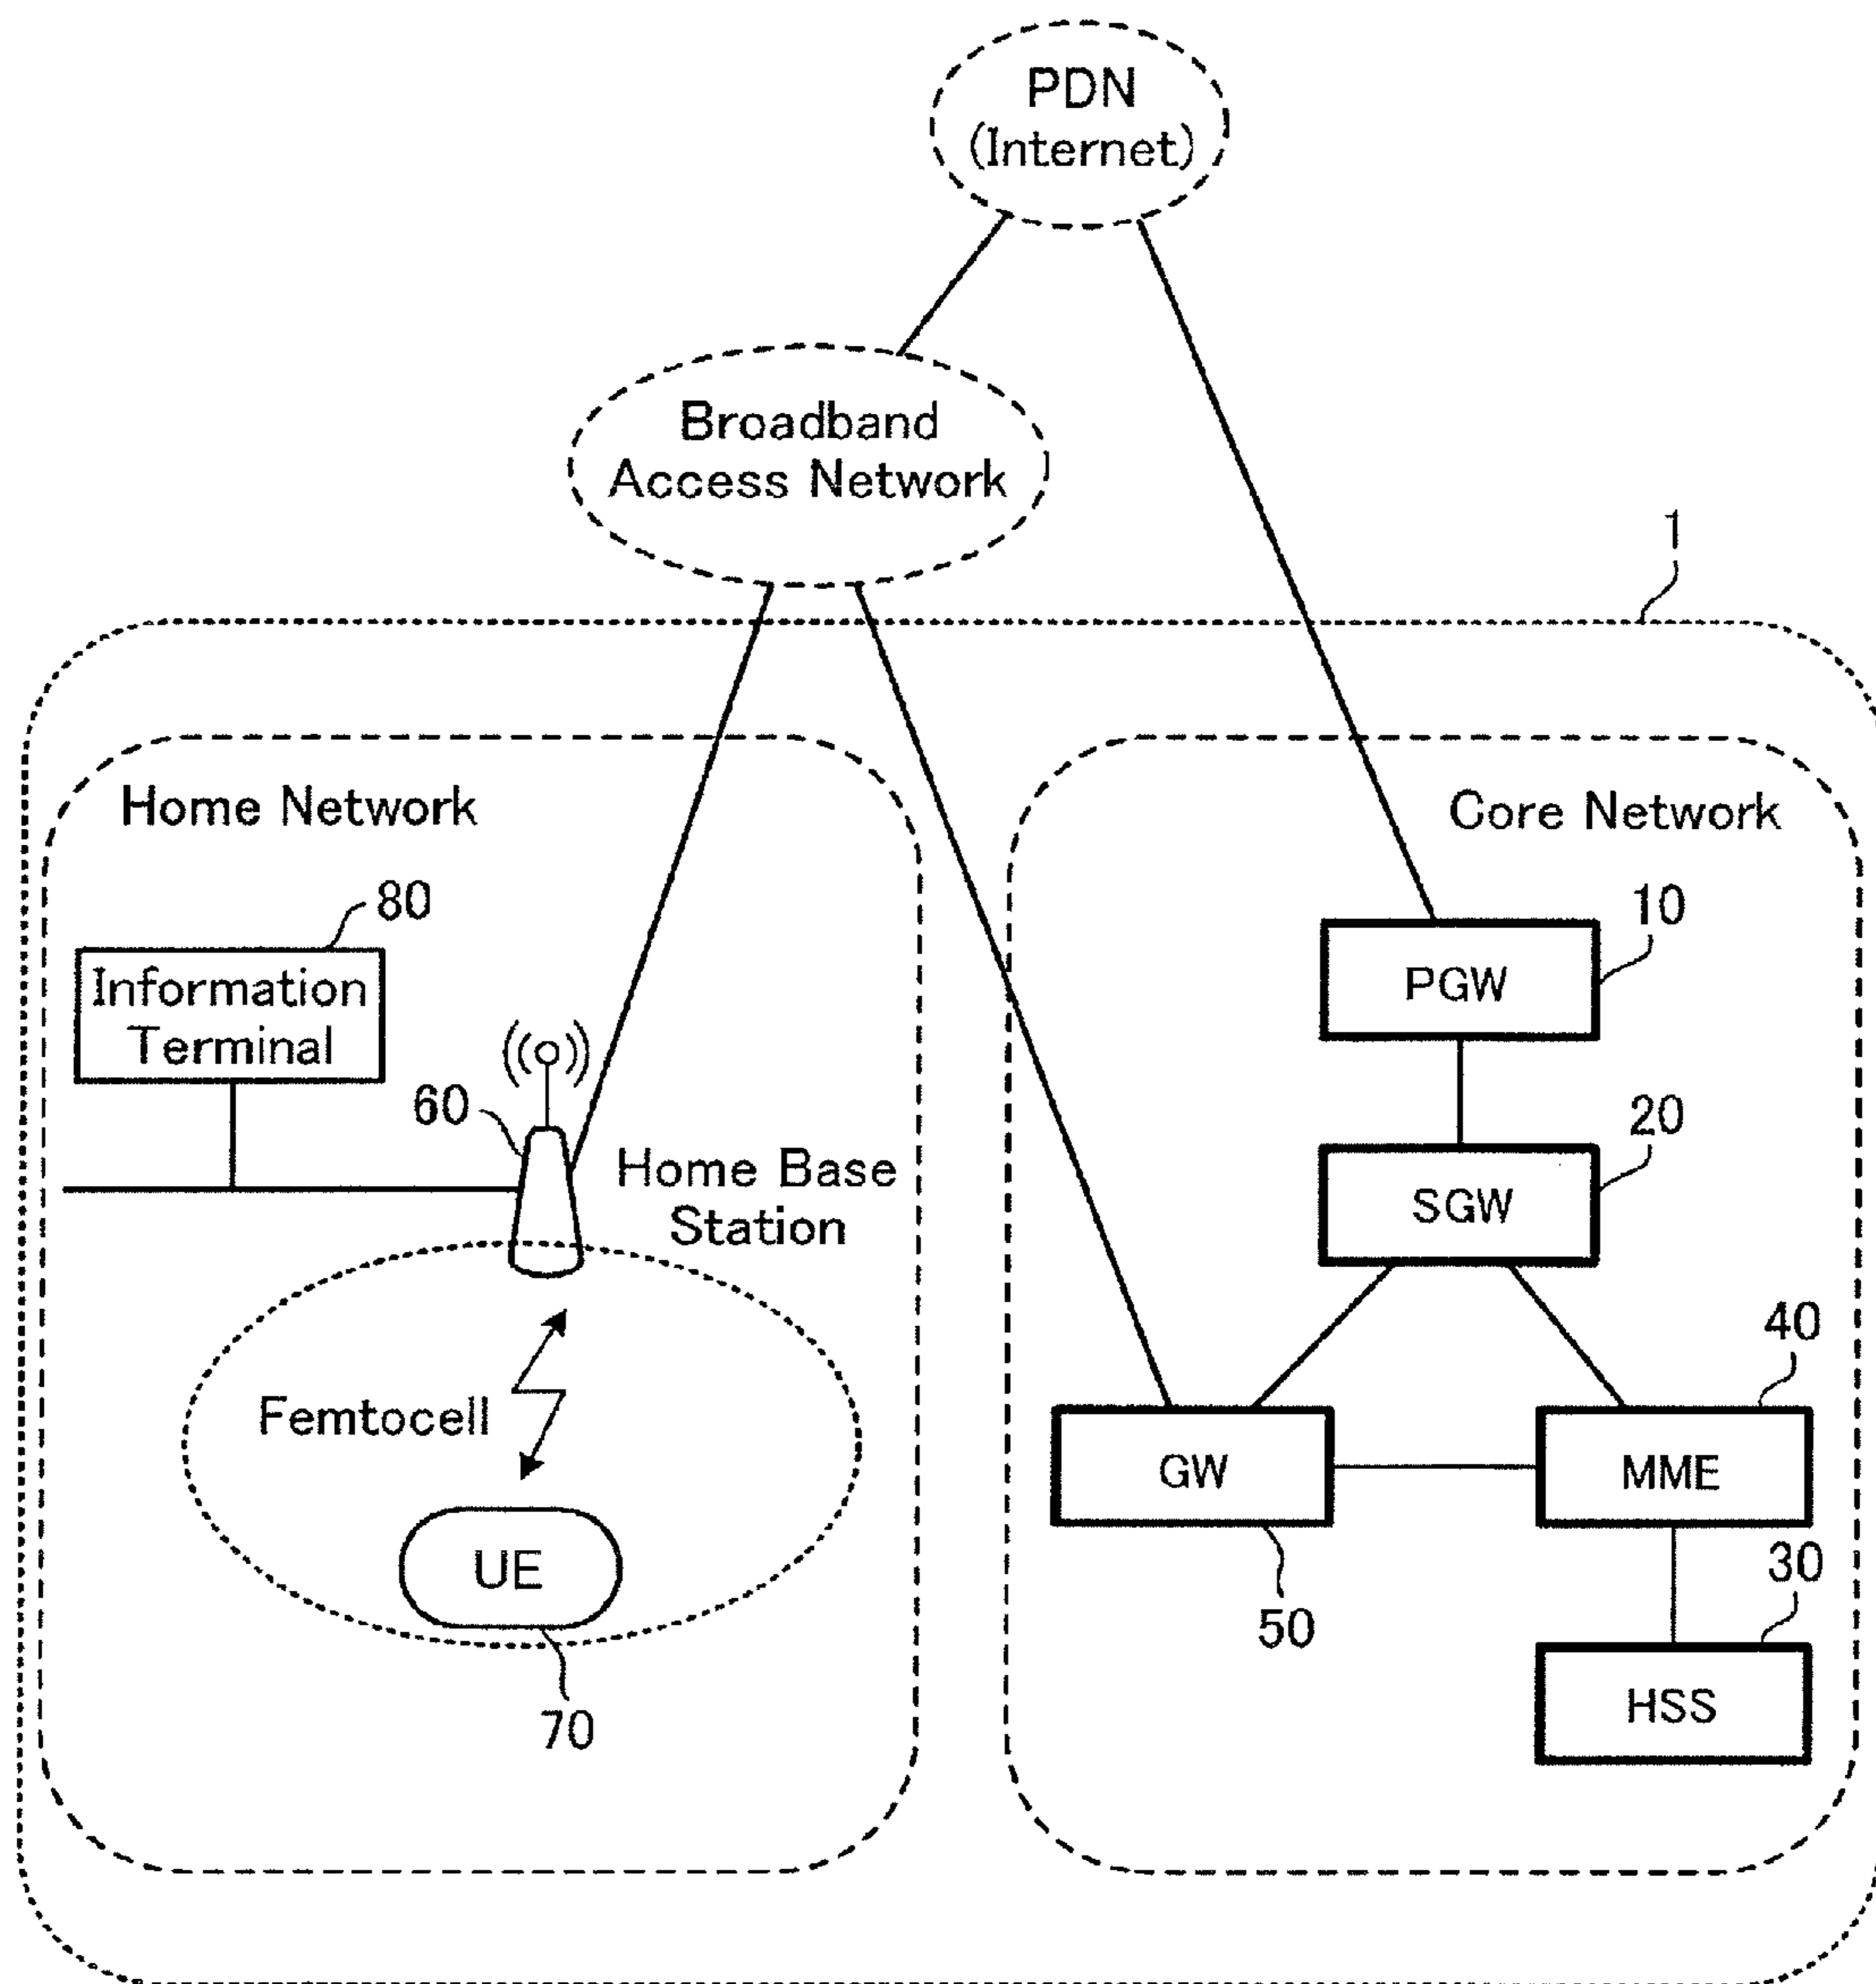 PDN
(Internet)
Broadband
Access Network
1
Home Network
Core Network
80
Information
Terminal
10
PGW
60
Home Base
Station
20
SGW
40
Femtocell
GW
MME
UE
50
30
70
HSS